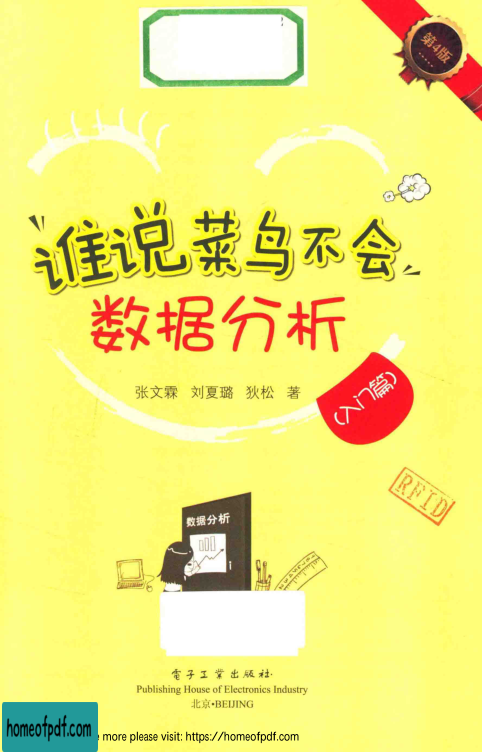 第4版
谁说菜鸟不会
数据分析
张文霖 刘夏璐 狄松 著
(入门篇)
RFID
数据分析
電子工業出版社
Publishing House of Electronics Industry
北京•BEIJING
homeofpdf.com
more please visit: https://homeofpdf.com